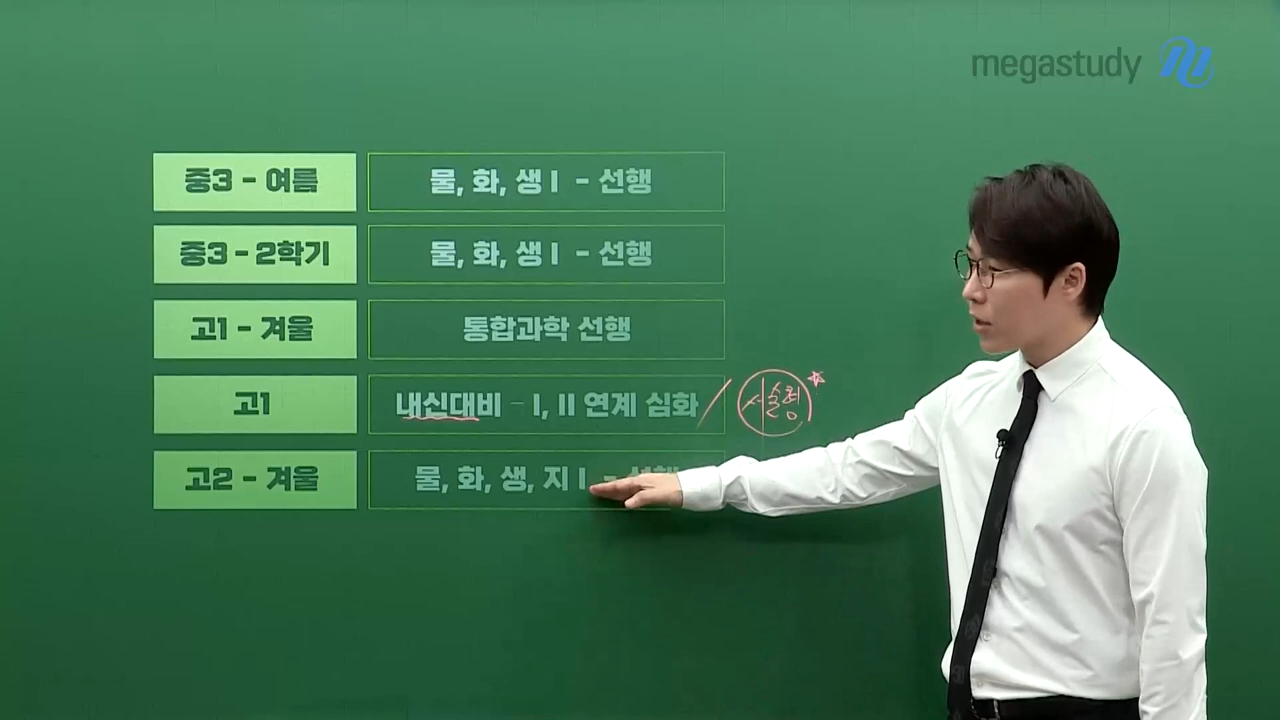 megastudy
중3 - 여름 물, 화, 생 I - 선행
중3 - 2학기 물, 화, 생 I - 선행
고1 - 겨울 통합과학 선행
고1 내신대비 - I, II 연계 심화 / 서술형
고2 - 겨울 물, 화, 생, 지 I - 선행